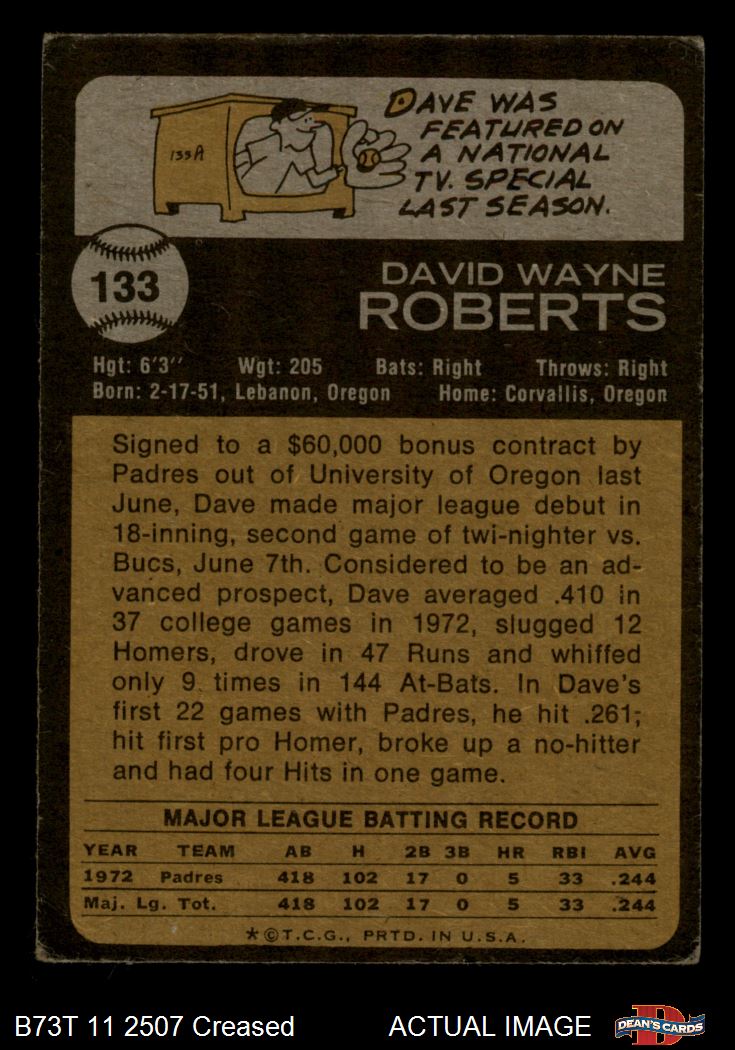 DAVE WAS
FEATURED ON
A NATIONAL
TV. SPECIAL
LAST SEASON.
133A
133
DAVID WAYNE
ROBERTS
Hgt: 6'3" Wgt: 205 Bats: Right Throws: Right
Born: 2-17-51, Lebanon, Oregon Home: Corvallis, Oregon
Signed to a $60,000 bonus contract by
Padres out of University of Oregon last
June, Dave made major league debut in
18-inning, second game of twi-nighter vs.
Bucs, June 7th. Considered to be an ad-
vanced prospect, Dave averaged .410 in
37 college games in 1972, slugged 12
Homers, drove in 47 Runs and whiffed
only 9 times in 144 At-Bats. In Dave's
first 22 games with Padres, he hit .261;
hit first pro Homer, broke up a no-hitter
and had four Hits in one game.
MAJOR LEAGUE BATTING RECORD
YEAR TEAM AB H 2B 3B HR RBI AVG
1972 Padres 418 102 17 0 5 33 .244
Maj. Lg. Tot. 418 102 17 0 5 33 .244
*©T.C.G., PRTD. IN U.S.A.
B73T 11 2507 Creased ACTUAL IMAGE
D
DEAN'S CARDS